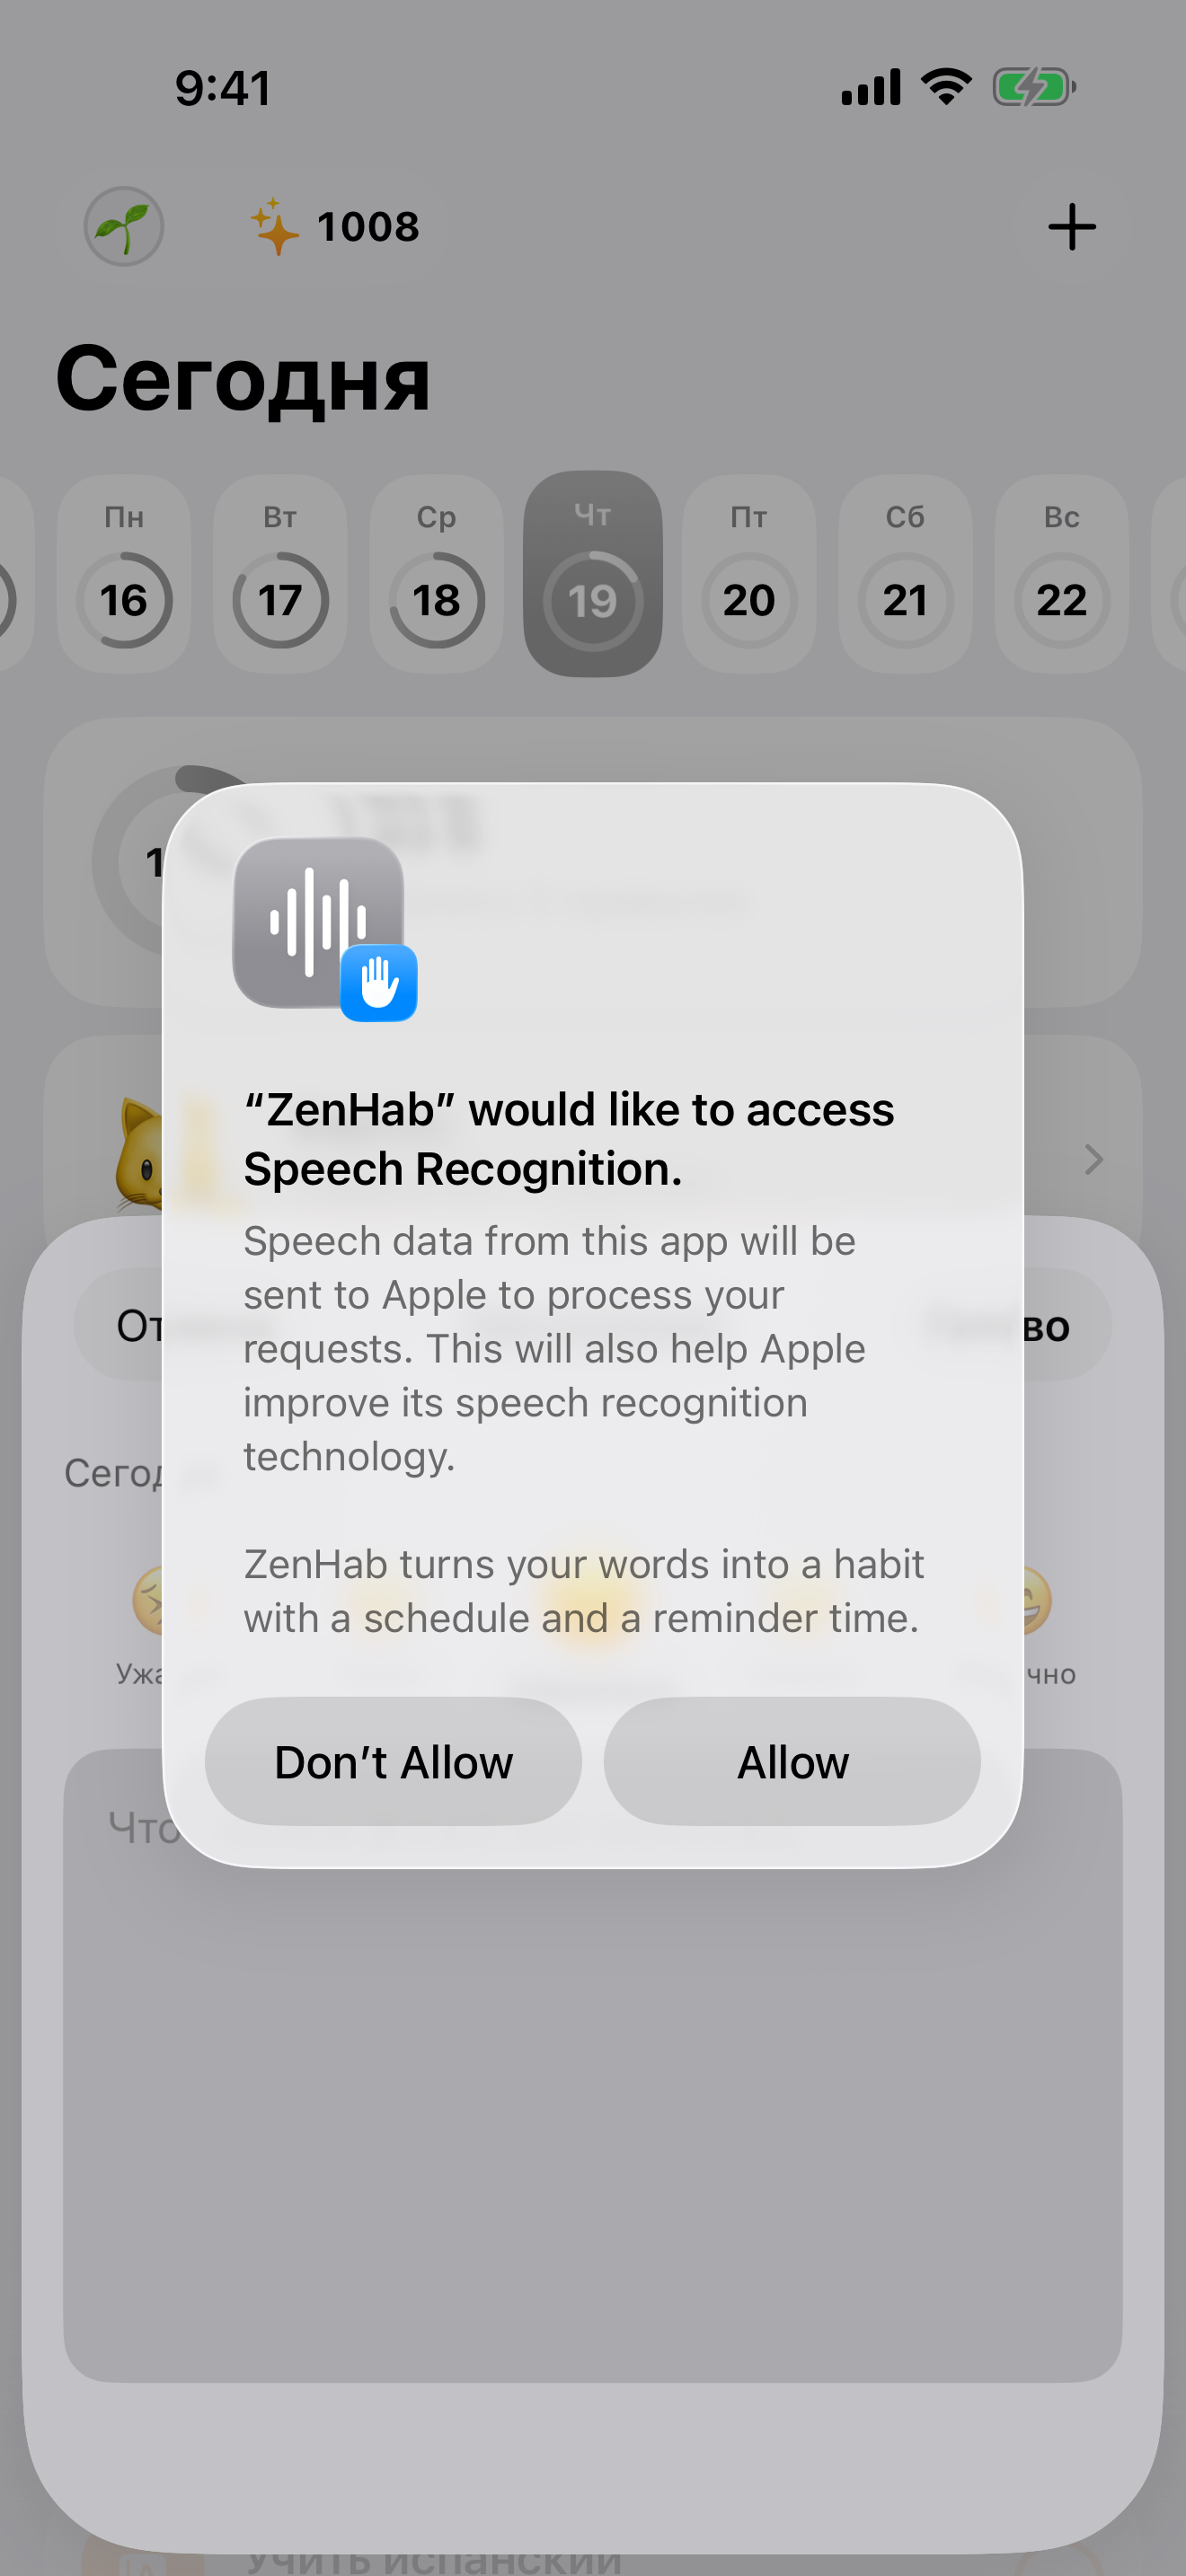 9:41
1008
Сегодня
Пн
Вт
Ср
Чт
Пт
Сб
Вс
16
17
18
19
20
21
22
“ZenHab” would like to access
Speech Recognition.
Speech data from this app will be
sent to Apple to process your
requests. This will also help Apple
improve its speech recognition
technology.
ZenHab turns your words into a habit
with a schedule and a reminder time.
Don’t Allow
Allow
Что
Учить испанский